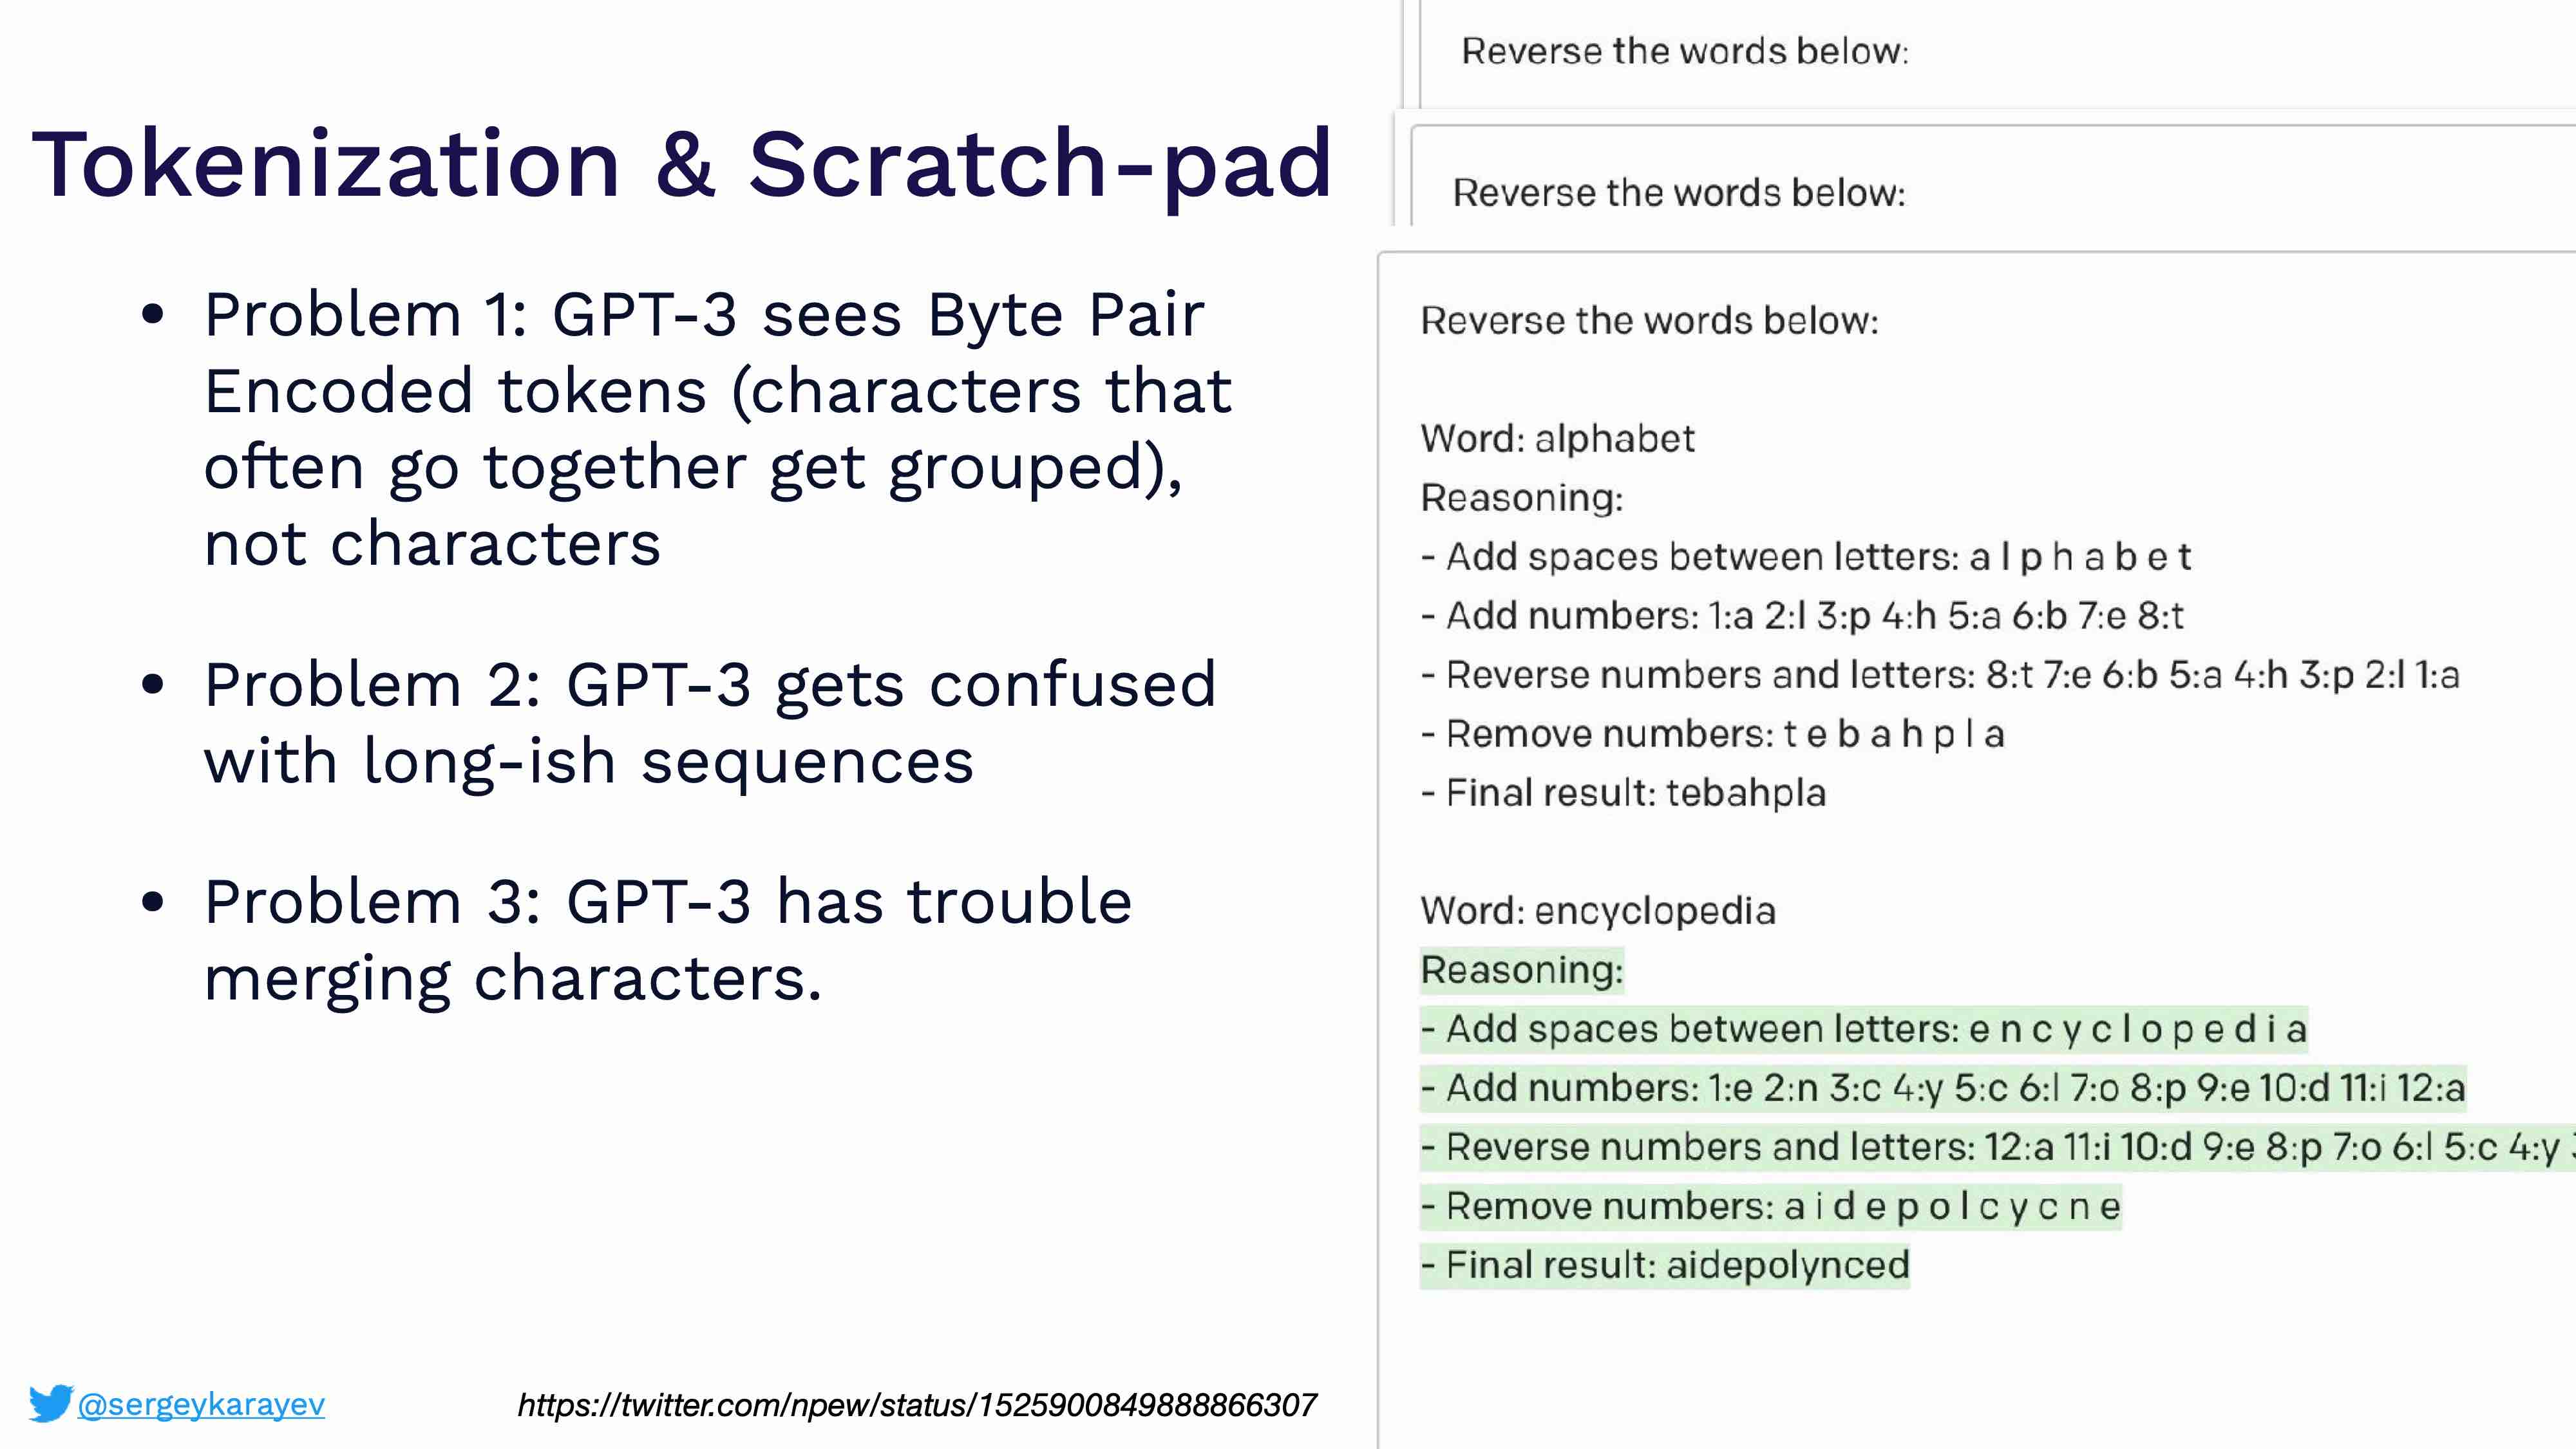 Tokenization & Scratch-pad
• Problem 1: GPT-3 sees Byte Pair
Encoded tokens (characters that
often go together get grouped),
not characters
• Problem 2: GPT-3 gets confused
with long-ish sequences
• Problem 3: GPT-3 has trouble
merging characters.
@sergeykarayev
https://twitter.com/npew/status/1525900849888866307
Reverse the words below:
Reverse the words below:
Reverse the words below:
Word: alphabet
Reasoning:
- Add spaces between letters: a l p h a b e t
- Add numbers: 1:a 2:l 3:p 4:h 5:a 6:b 7:e 8:t
- Reverse numbers and letters: 8:t 7:e 6:b 5:a 4:h 3:p 2:l 1:a
- Remove numbers: t e b a h p l a
- Final result: tebahpla
Word: encyclopedia
Reasoning:
- Add spaces between letters: e n c y c l o p e d i a
- Add numbers: 1:e 2:n 3:c 4:y 5:c 6:l 7:o 8:p 9:e 10:d 11:i 12:a
- Reverse numbers and letters: 12:a 11:i 10:d 9:e 8:p 7:o 6:l 5:c 4:y
- Remove numbers: a i d e p o l c y c n e
- Final result: aidepolynced